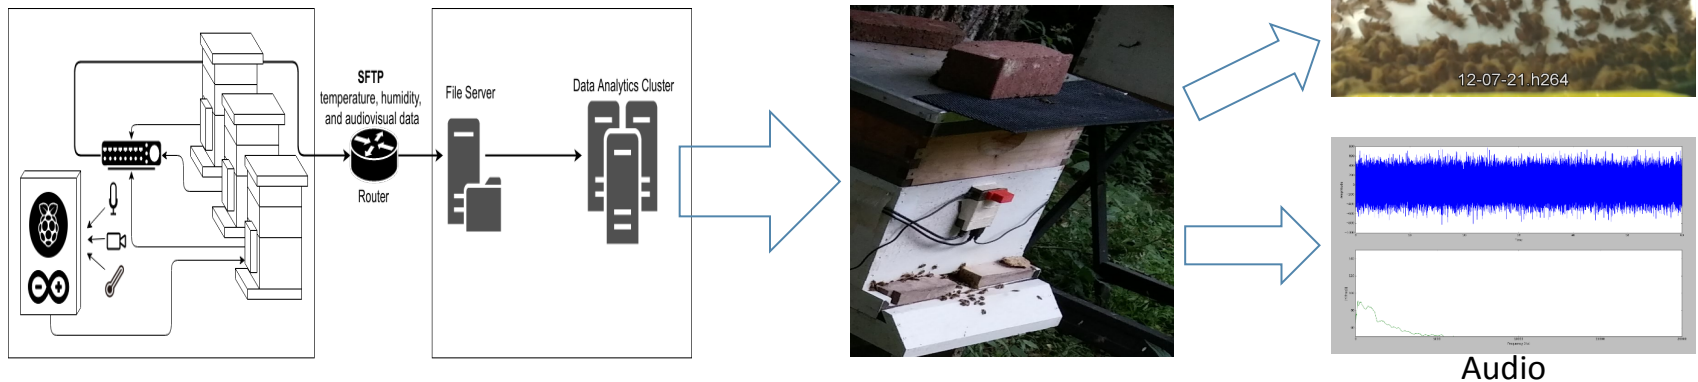 SFTP
temperature, humidity,
and audiovisual data
Router
File Server
Data Analytics Cluster
12-07-21.h264
Audio